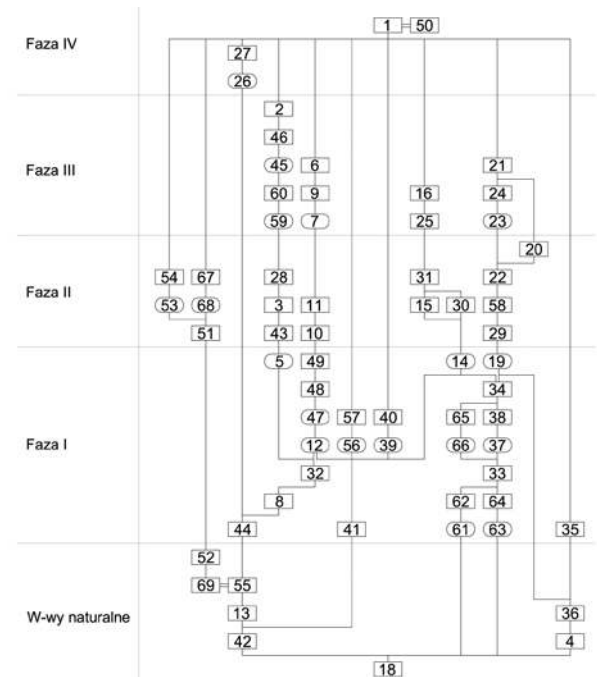 1 50
Faza IV
27
26
2
46
45 6 21
Faza III
60 9 16 24
59 7 25 23
20
54 67 28 31 22
Faza II
53 68 3 11 15 30 58
51 43 10 29
5 49 14 19
48 34
47 57 40 65 38
Faza I
12 56 39 66 37
32 33
8 62 64
44 41 61 63 35
52
69 55
W-wy naturalne
13 36
42 4
18